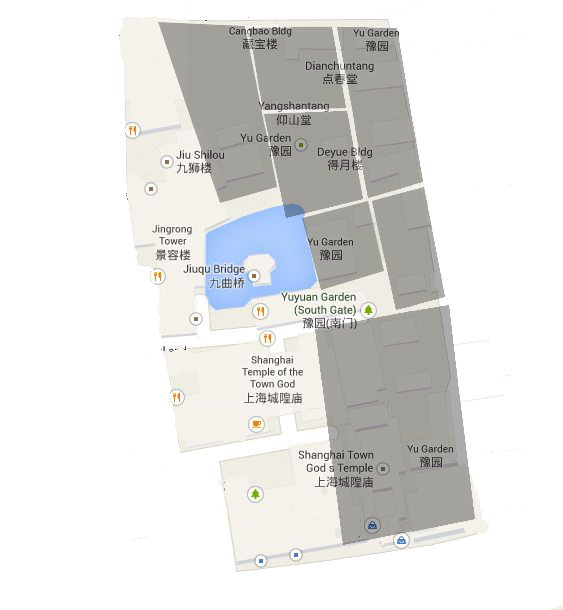 Cangbao Bldg
藏宝楼
Yu Garden
豫园
Dianchuntang
点春堂
Yangshantang
仰山堂
Yu Garden
豫园
Deyue Bldg
得月楼
Jiu Shilou
九狮楼
Jingrong
Tower
景容楼
Yu Garden
豫园
Jiuqu Bridge
九曲桥
Yuyuan Garden
(South Gate)
豫园(南门)
Shanghai
Temple of the
Town God
上海城隍庙
Shanghai Town
God s Temple
上海城隍庙
Yu Garden
豫园